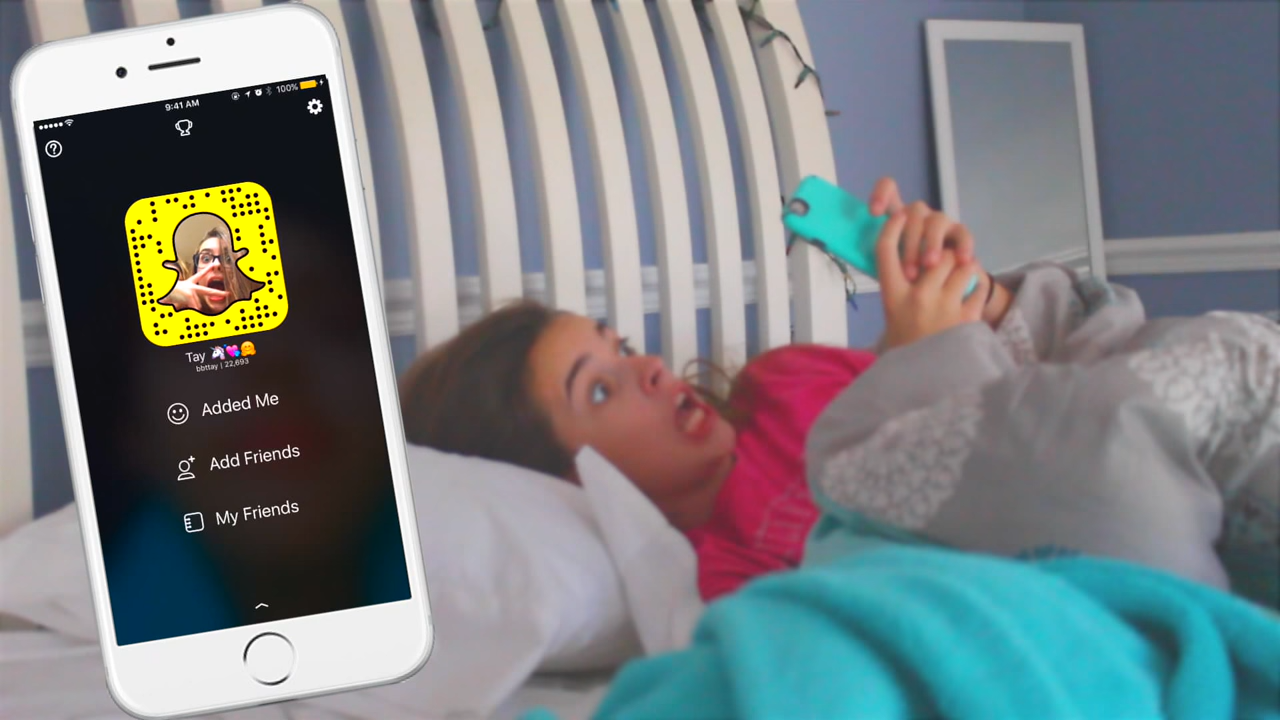 9:41 AM
100%
Tay 🦄💘🤗
bbttay | 22,693
Added Me
Add Friends
My Friends